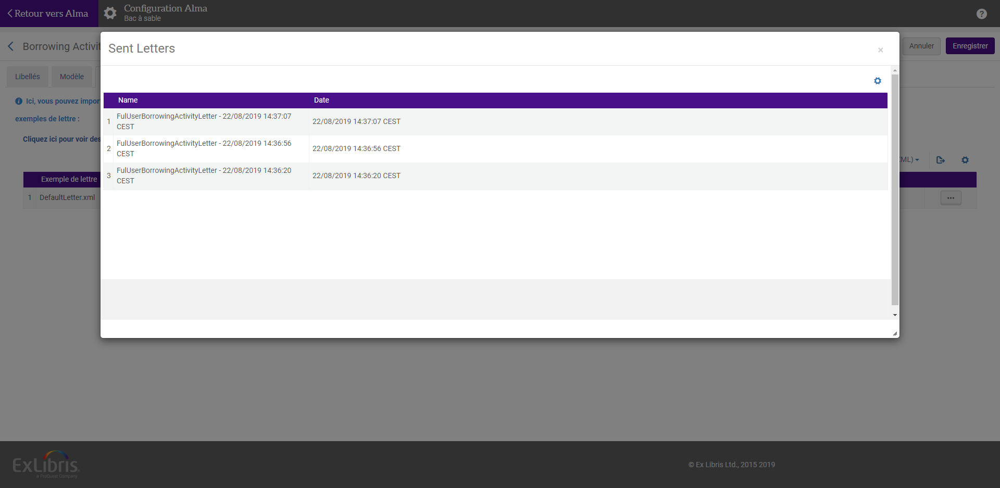 Retour vers Alma
Configuration Alma
Bac à sable
Borrowing Activit
Annuler
Enregistrer
Sent Letters
×
Libellés
Modèle
Ici, vous pouvez impor
exemples de lettre :
Cliquez ici pour voir des
Name Date
1 FulUserBorrowingActivityLetter - 22/08/2019 14:37:07
CEST
22/08/2019 14:37:07 CEST
2 FulUserBorrowingActivityLetter - 22/08/2019 14:36:56
CEST
22/08/2019 14:36:56 CEST
3 FulUserBorrowingActivityLetter - 22/08/2019 14:36:20
CEST
22/08/2019 14:36:20 CEST
ML)
Exemple de lettre
1 DefaultLetter.xml
ExLibris
a ProQuest Company
© Ex Libris Ltd., 2015 2019